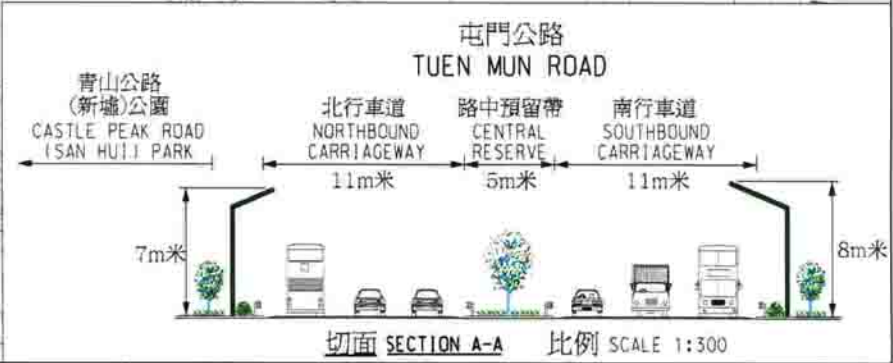 屯門公路
TUEN MUN ROAD
青山公路
(新墟)公園
CASTLE PEAK ROAD
(SAN HUI) PARK
北行車道
NORTHBOUND
CARRIAGEWAY
11m米
路中預留帶
CENTRAL
RESERVE
5m米
南行車道
SOUTHBOUND
CARRIAGEWAY
11m米
7m米
8m米
切面 SECTION A-A 比例 SCALE 1:300